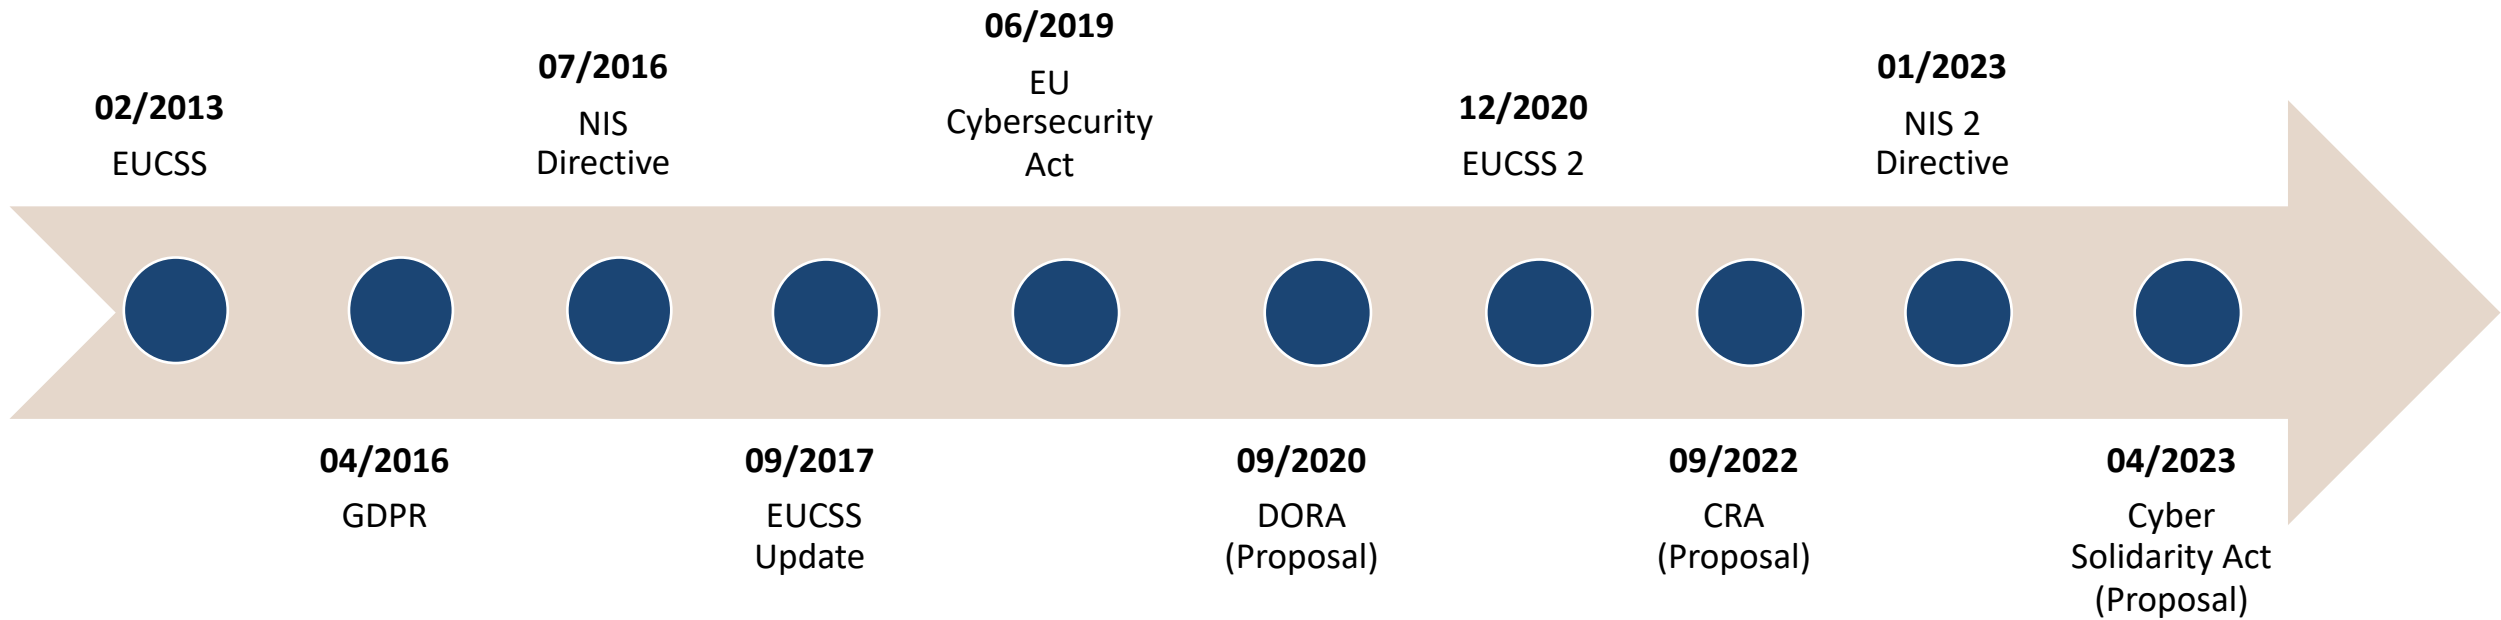 02/2013
EUCSS
04/2016
GDPR
07/2016
NIS
Directive
09/2017
EUCSS
Update
06/2019
EU
Cybersecurity
Act
09/2020
DORA
(Proposal)
12/2020
EUCSS 2
09/2022
CRA
(Proposal)
01/2023
NIS 2
Directive
04/2023
Cyber
Solidarity Act
(Proposal)